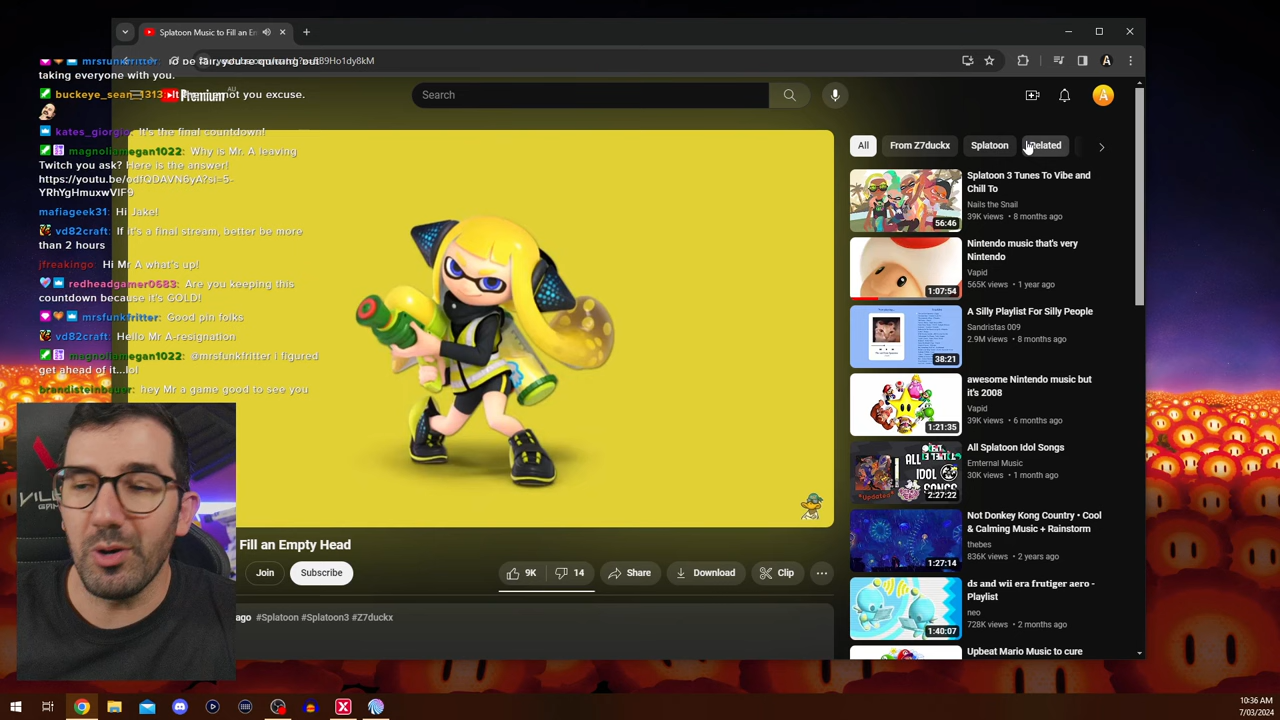 Splatoon Music to Fill an En
mrsfunkfritter: To be fair, you're quitting but
taking everyone with you.
buckeye_sean_1313: It the
not you excuse.
Premium
AU
Search
kates_giorgio: It's the final countdown!
magnoliamegan1022: Why is Mr. A leaving
Twitch you ask? Here is the answer!
https://youtu.be/odfQDAVN6yA?si=5-
YRhYgHmuxwVIF9
mafiageek31: Hi Jake!
vd82craft: If it's a final stream, better be more
than 2 hours
jfreakingo: Hi Mr A what's up!
redheadgamer0683: Are you keeping this
countdown because it's GOLD!
mrsfunkfritter: Good pin folks
vd82craft: Hello Mr A-resignation
magnoliamegan1022: @mrsfunkfritter I figured
get ahead of it...lol
brandisteinbauer: hey Mr a game good to see you
Fill an Empty Head
Join
Subscribe
9K
14
Share
Download
Clip
ago #Splatoon #Splatoon3 #Z7duckx
All
From Z7duckx
Splatoon
Related
Splatoon 3 Tunes To Vibe and
Chill To
Nails the Snail
39K views • 8 months ago
56:46
Nintendo music that's very
Nintendo
Vapid
565K views • 1 year ago
1:07:54
A Silly Playlist For Silly People
Sandristas 009
2.9M views • 8 months ago
38:21
awesome Nintendo music but
it's 2008
Vapid
39K views • 6 months ago
1:21:35
All Splatoon Idol Songs
Emternal Music
30K views • 1 month ago
2:27:22
Not Donkey Kong Country • Cool
& Calming Music + Rainstorm
thebes
836K views • 2 years ago
1:27:14
ds and wii era frutiger aero -
Playlist
neo
728K views • 2 months ago
1:40:07
Upbeat Mario Music to cure
10:36 AM
7/03/2024